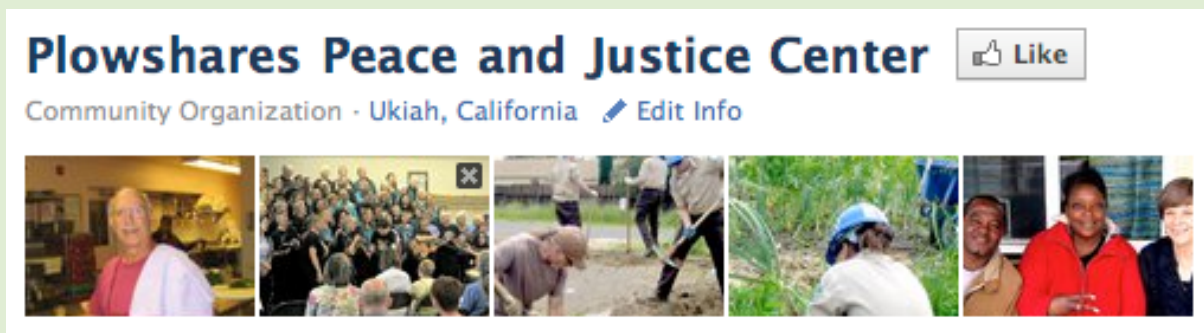 Plowshares Peace and Justice Center Like
Community Organization · Ukiah, California Edit Info